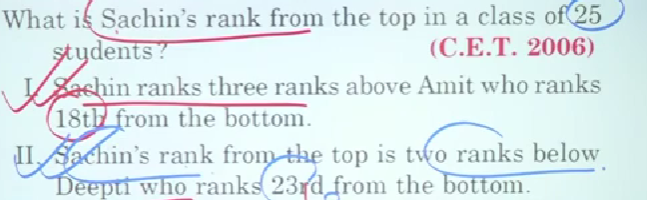 What is Sachin's rank from the top in a class of 25
students? (C.E.T. 2006)
I. Sachin ranks three ranks above Amit who ranks
18th from the bottom.
II. Sachin's rank from the top is two ranks below
Deepti who ranks 23rd from the bottom.